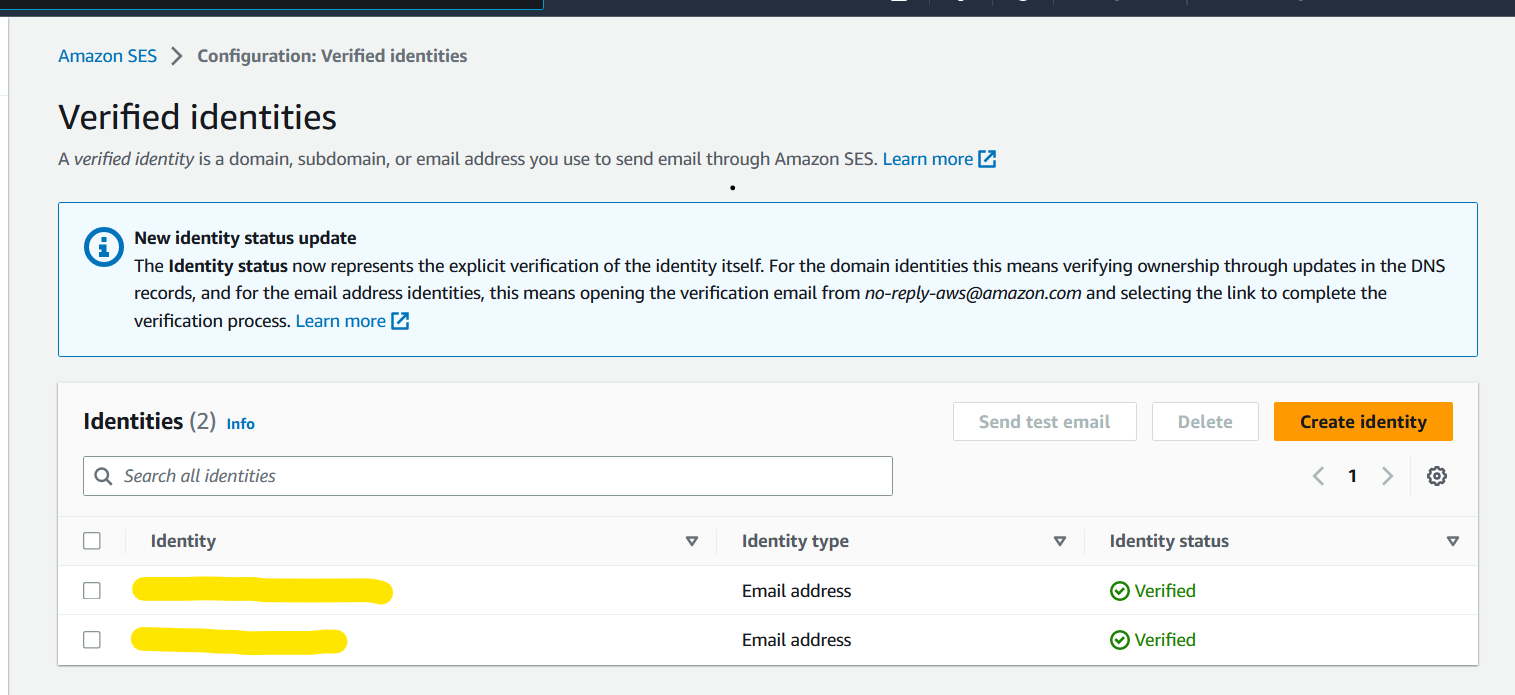 Amazon SES > Configuration: Verified identities
Verified identities
A verified identity is a domain, subdomain, or email address you use to send email through Amazon SES. Learn more
New identity status update
The Identity status now represents the explicit verification of the identity itself. For the domain identities this means verifying ownership through updates in the DNS
records, and for the email address identities, this means opening the verification email from no-reply-aws@amazon.com and selecting the link to complete the
verification process. Learn more
Identities (2) Info
Send test email
Delete
Create identity
Search all identities
1
Identity Identity type Identity status
Email address Verified
Email address Verified